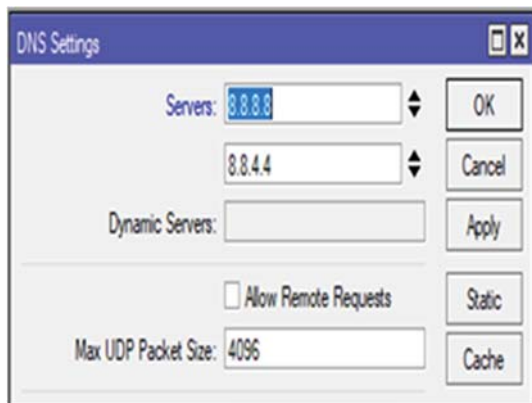 DNS Settings
Servers: 8.8.8.8 OK
8.8.4.4 Cancel
Dynamic Servers: Apply
Allow Remote Requests Static
Max UDP Packet Size: 4096 Cache